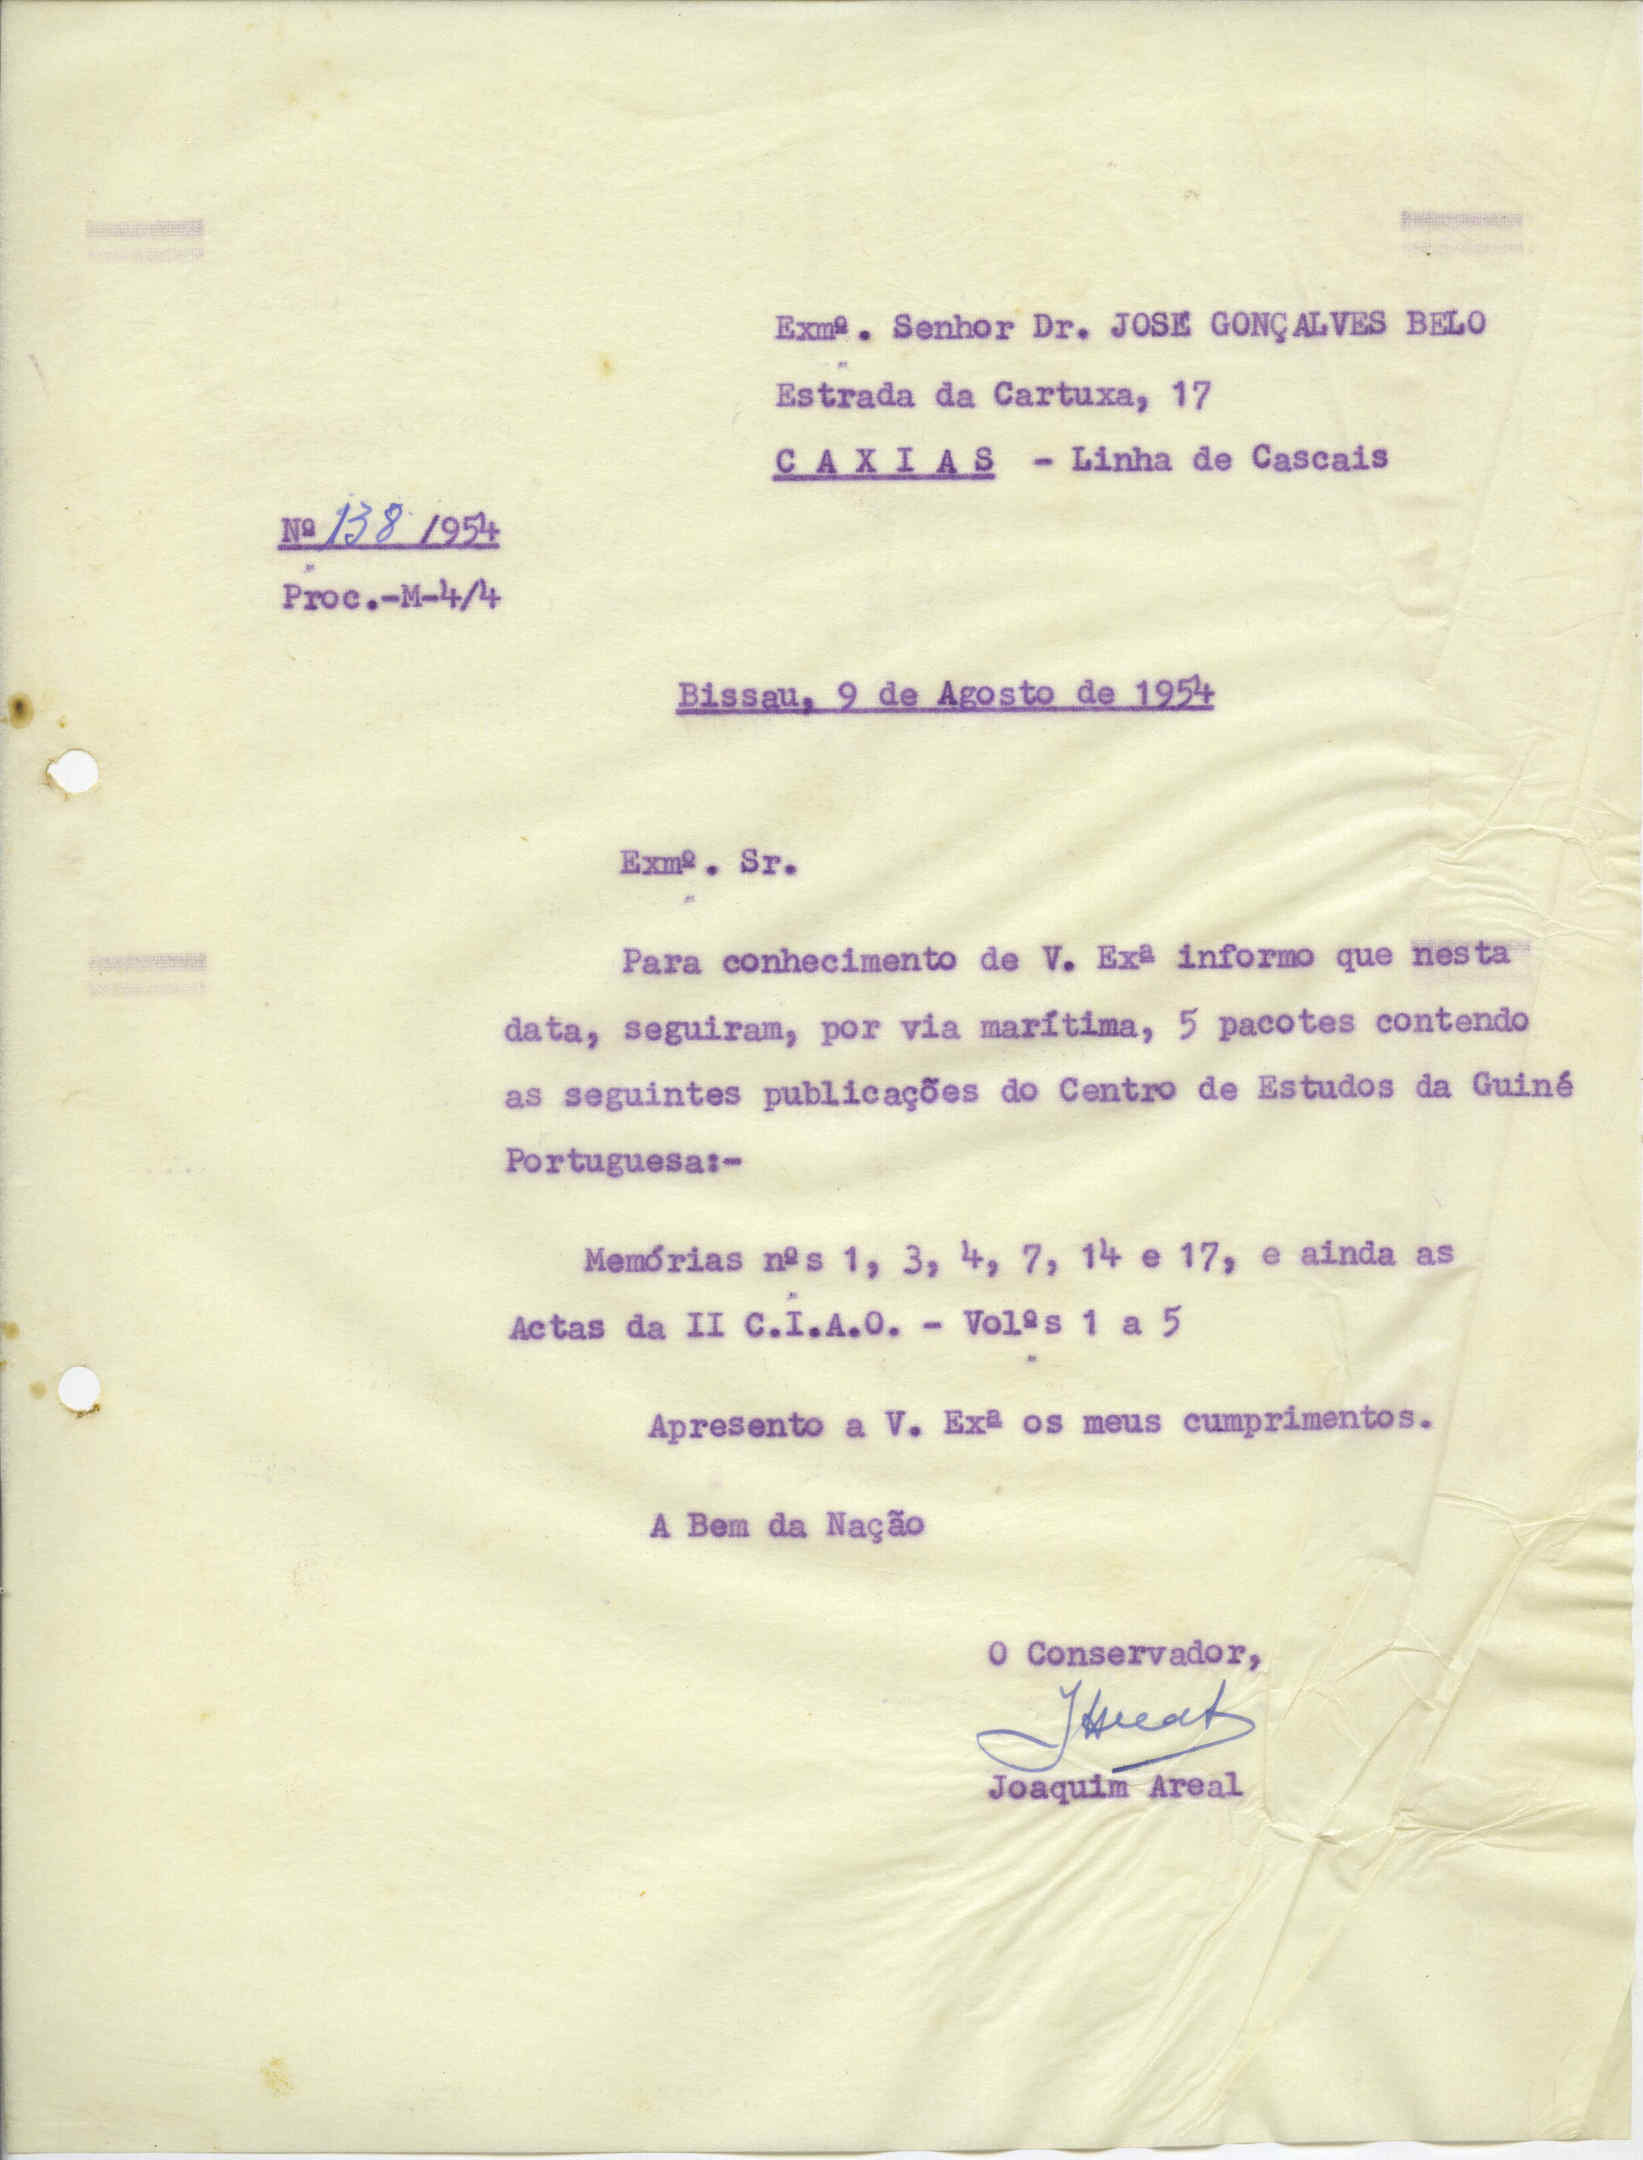 Exmº. Senhor Dr. JOSÉ GONÇALVES BELO
Estrada da Cartuxa, 17
C A X I A S - Linha de Cascais
Nº 138 /1954
Proc.-M-4/4
Bissau, 9 de Agosto de 1954
Exmº. Sr.
Para conhecimento de V. Exª informo que nesta
data, seguiram, por via marítima, 5 pacotes contendo
as seguintes publicações do Centro de Estudos da Guiné
Portuguesa:-
Memórias nºs 1, 3, 4, 7, 14 e 17, e ainda as
Actas da II C.I.A.O. - Volºs 1 a 5
Apresento a V. Exª os meus cumprimentos.
A Bem da Nação
O Conservador,
JAreal
Joaquim Areal